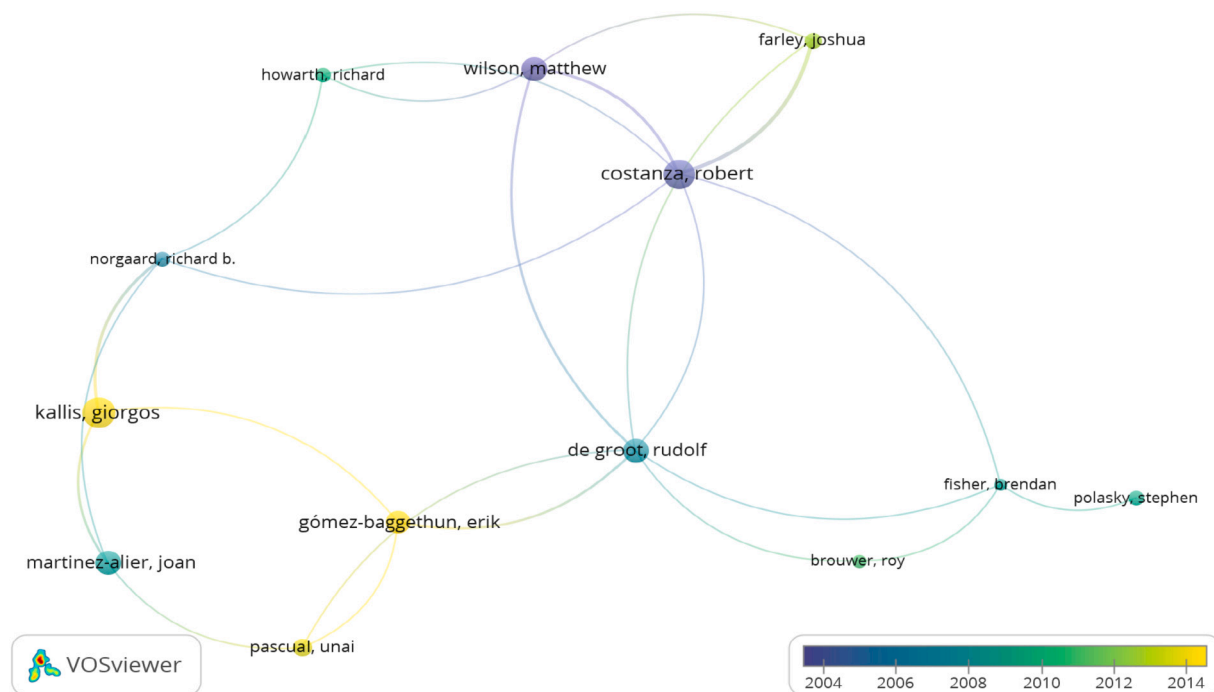 farley, joshua
wilson, matthew
howarth, richard
costanza, robert
norgaard, richard b.
kallis, giorgos
de groot, rudolf
fisher, brendan
polasky, stephen
gómez-baggethun, erik
martinez-alier, joan
brouwer, roy
pascual, unai
VOSviewer
2004 2006 2008 2010 2012 2014